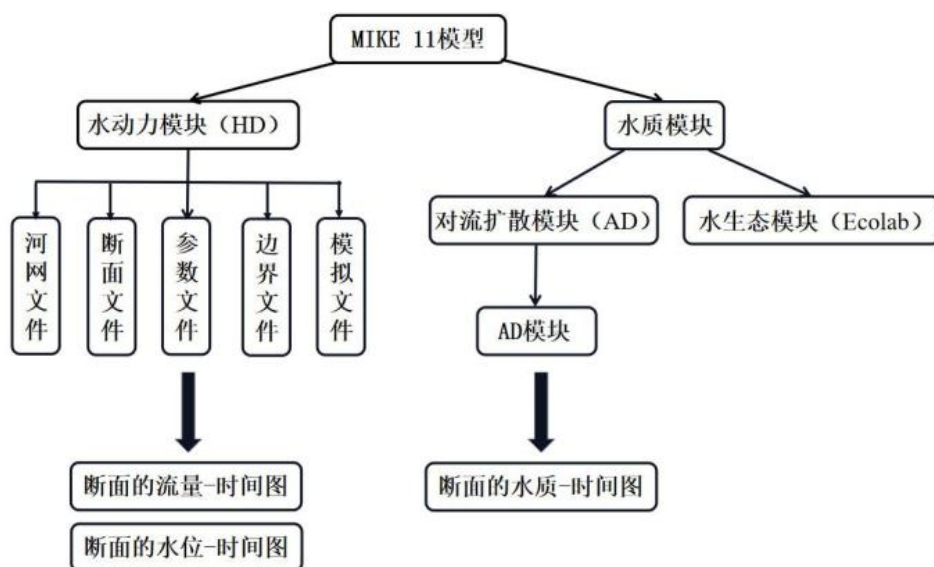 MIKE 11模型
水动力模块（HD）
水质模块
河网文件
断面文件
参数文件
边界文件
模拟文件
对流扩散模块（AD）
水生态模块（Ecolab）
AD模块
断面的流量-时间图
断面的水质-时间图
断面的水位-时间图